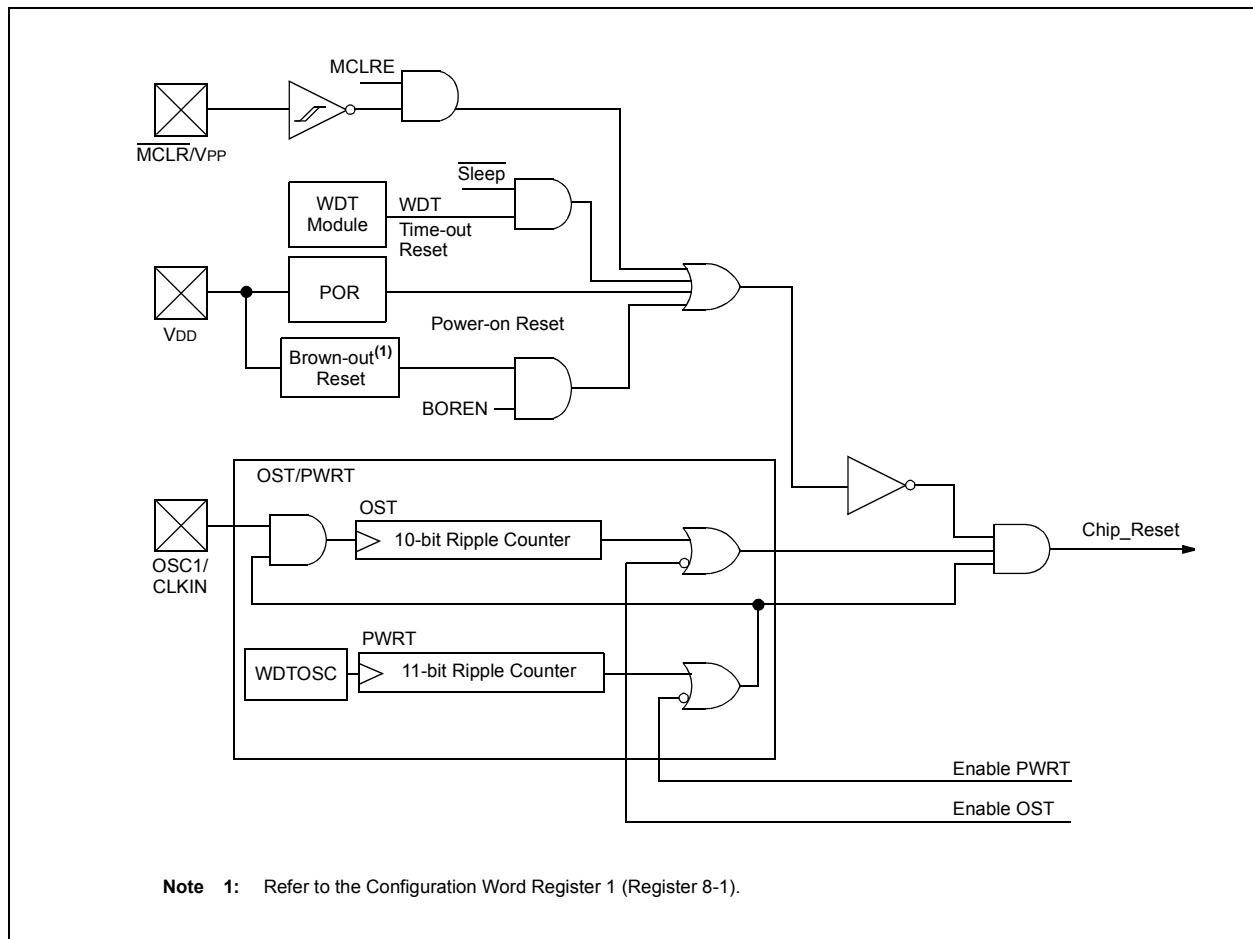 MCLRE
MCLR/VPP
Sleep
WDT
Module
WDT
Time-out
Reset
POR
VDD
Power-on Reset
Brown-out(1)
Reset
BOREN
OST/PWRT
OST
10-bit Ripple Counter
Chip_Reset
OSC1/
CLKIN
PWRT
WDTOSC
11-bit Ripple Counter
Enable PWRT
Enable OST
Note 1: Refer to the Configuration Word Register 1 (Register 8-1).